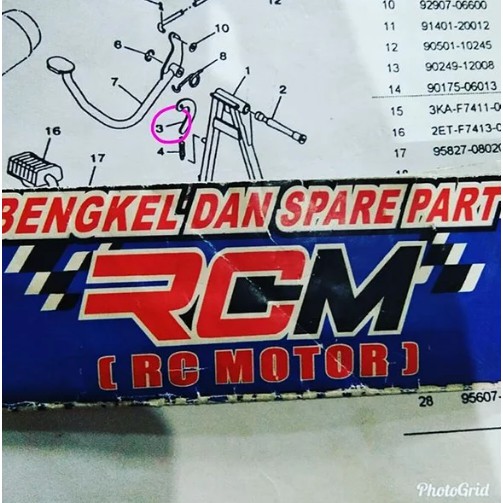 10 92907-06600
11 91401-20012
12 90501-10245
13 90249-12008
14 90175-06013
15 3KA-F7411-0
16 2ET-F7413-0
17 95827-0820
6
10
8
7
1
2
3
4
16
17
BENGKEL DAN SPARE PART
RCM
( RC MOTOR )
28 95607-
PhotoGrid